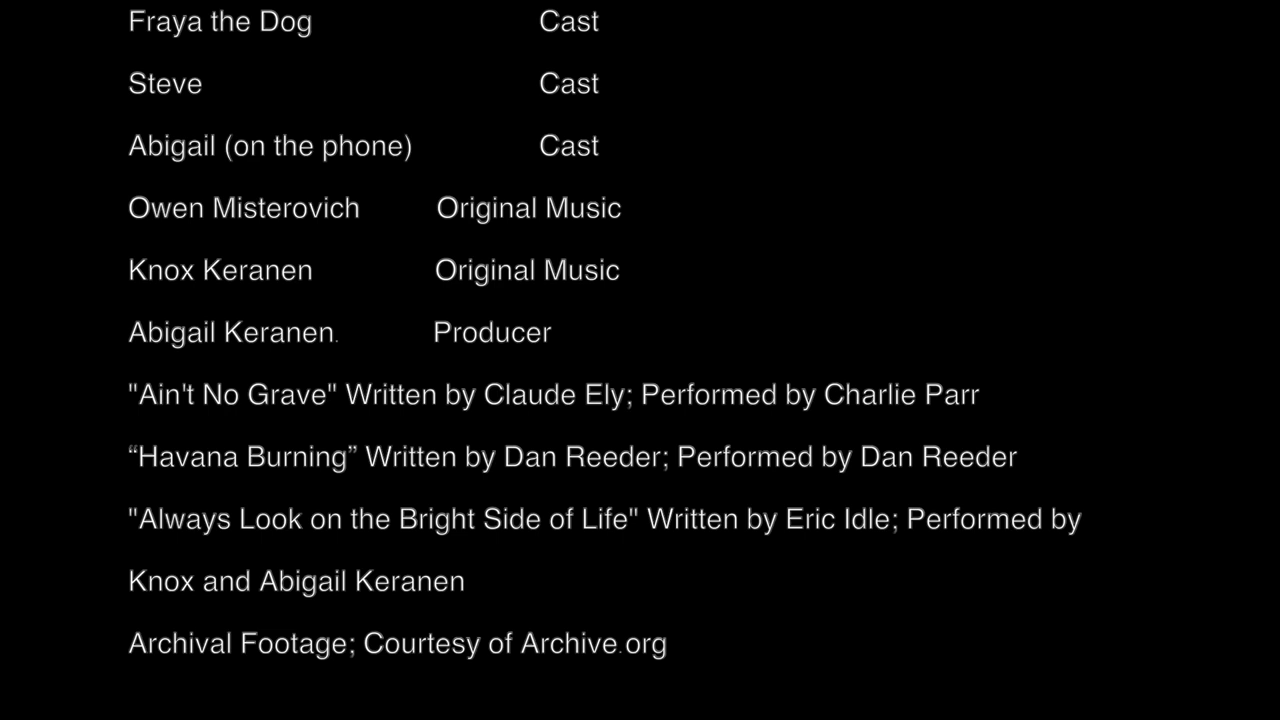 Fraya the Dog Cast
Steve Cast
Abigail (on the phone) Cast
Owen Misterovich Original Music
Knox Keranen Original Music
Abigail Keranen. Producer
"Ain't No Grave" Written by Claude Ely; Performed by Charlie Parr
“Havana Burning” Written by Dan Reeder; Performed by Dan Reeder
"Always Look on the Bright Side of Life" Written by Eric Idle; Performed by
Knox and Abigail Keranen
Archival Footage; Courtesy of Archive.org